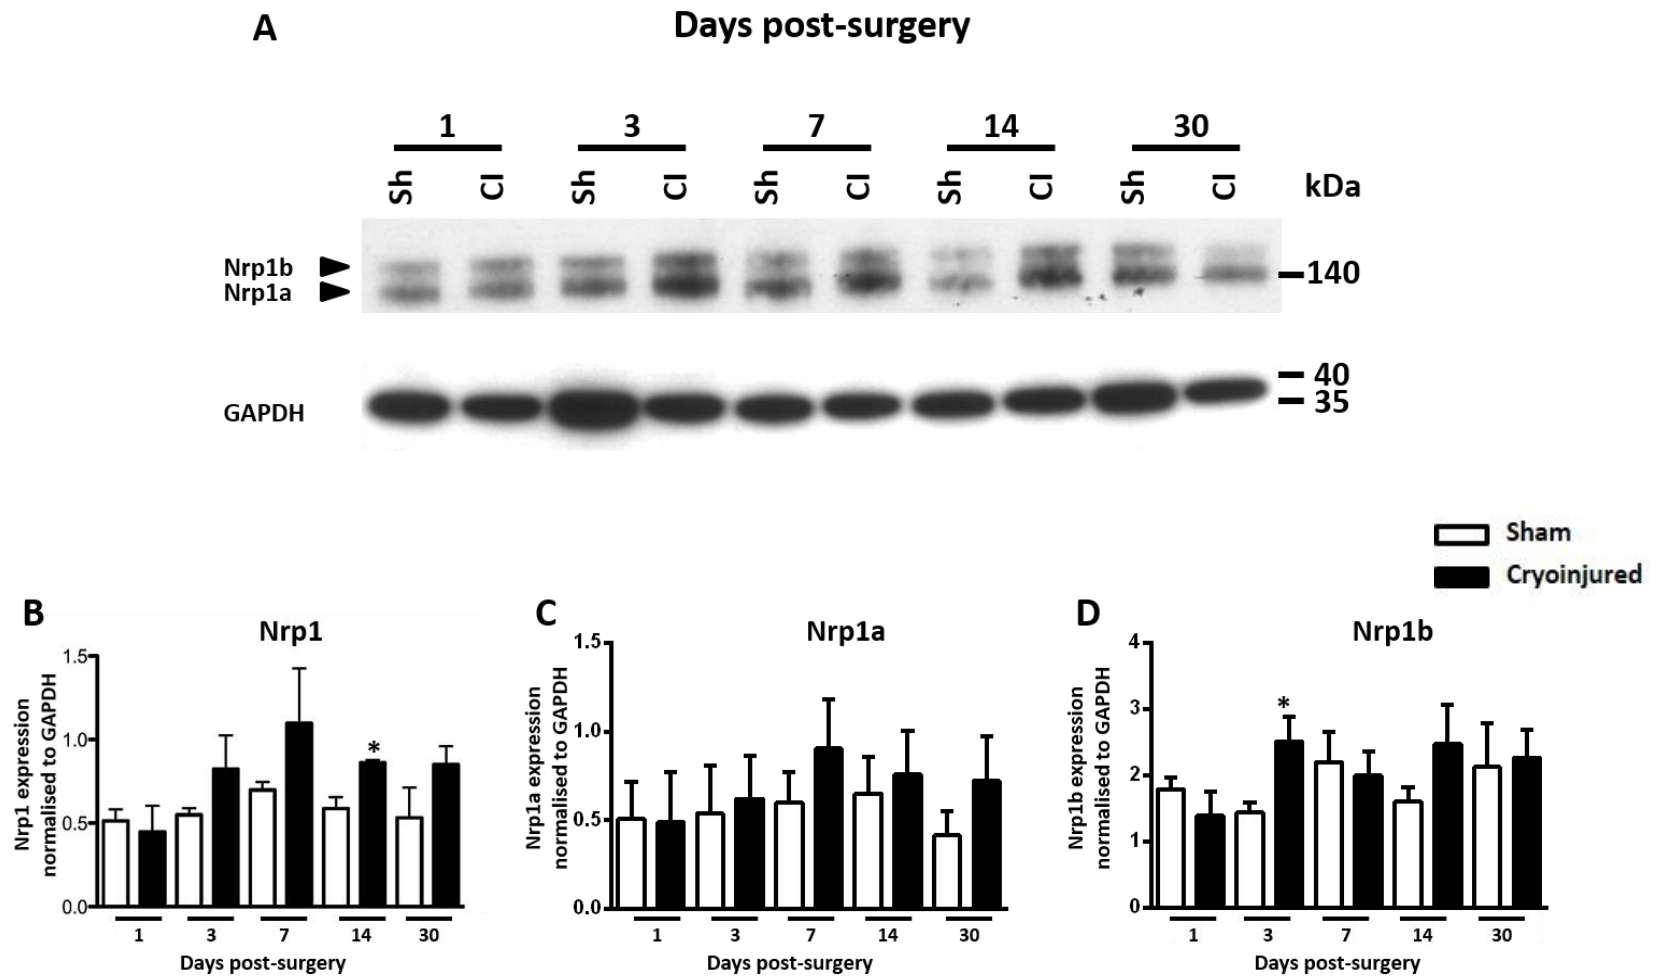 A
Days post-surgery
1 3 7 14 30
Sh CI Sh CI Sh CI Sh CI Sh CI kDa
Nrp1b
Nrp1a
140
40
35
GAPDH
Sham
Cryoinjured
B
Nrp1
Nrp1 expression
normalised to GAPDH
1.5
1.0
0.5
0.0
1 3 7 14 30
Days post-surgery
C
Nrp1a
Nrp1a expression
normalised to GAPDH
1.5
1.0
0.5
0.0
1 3 7 14 30
Days post-surgery
D
Nrp1b
Nrp1b expression
normalised to GAPDH
4
3
2
1
0
*
1 3 7 14 30
Days post-surgery